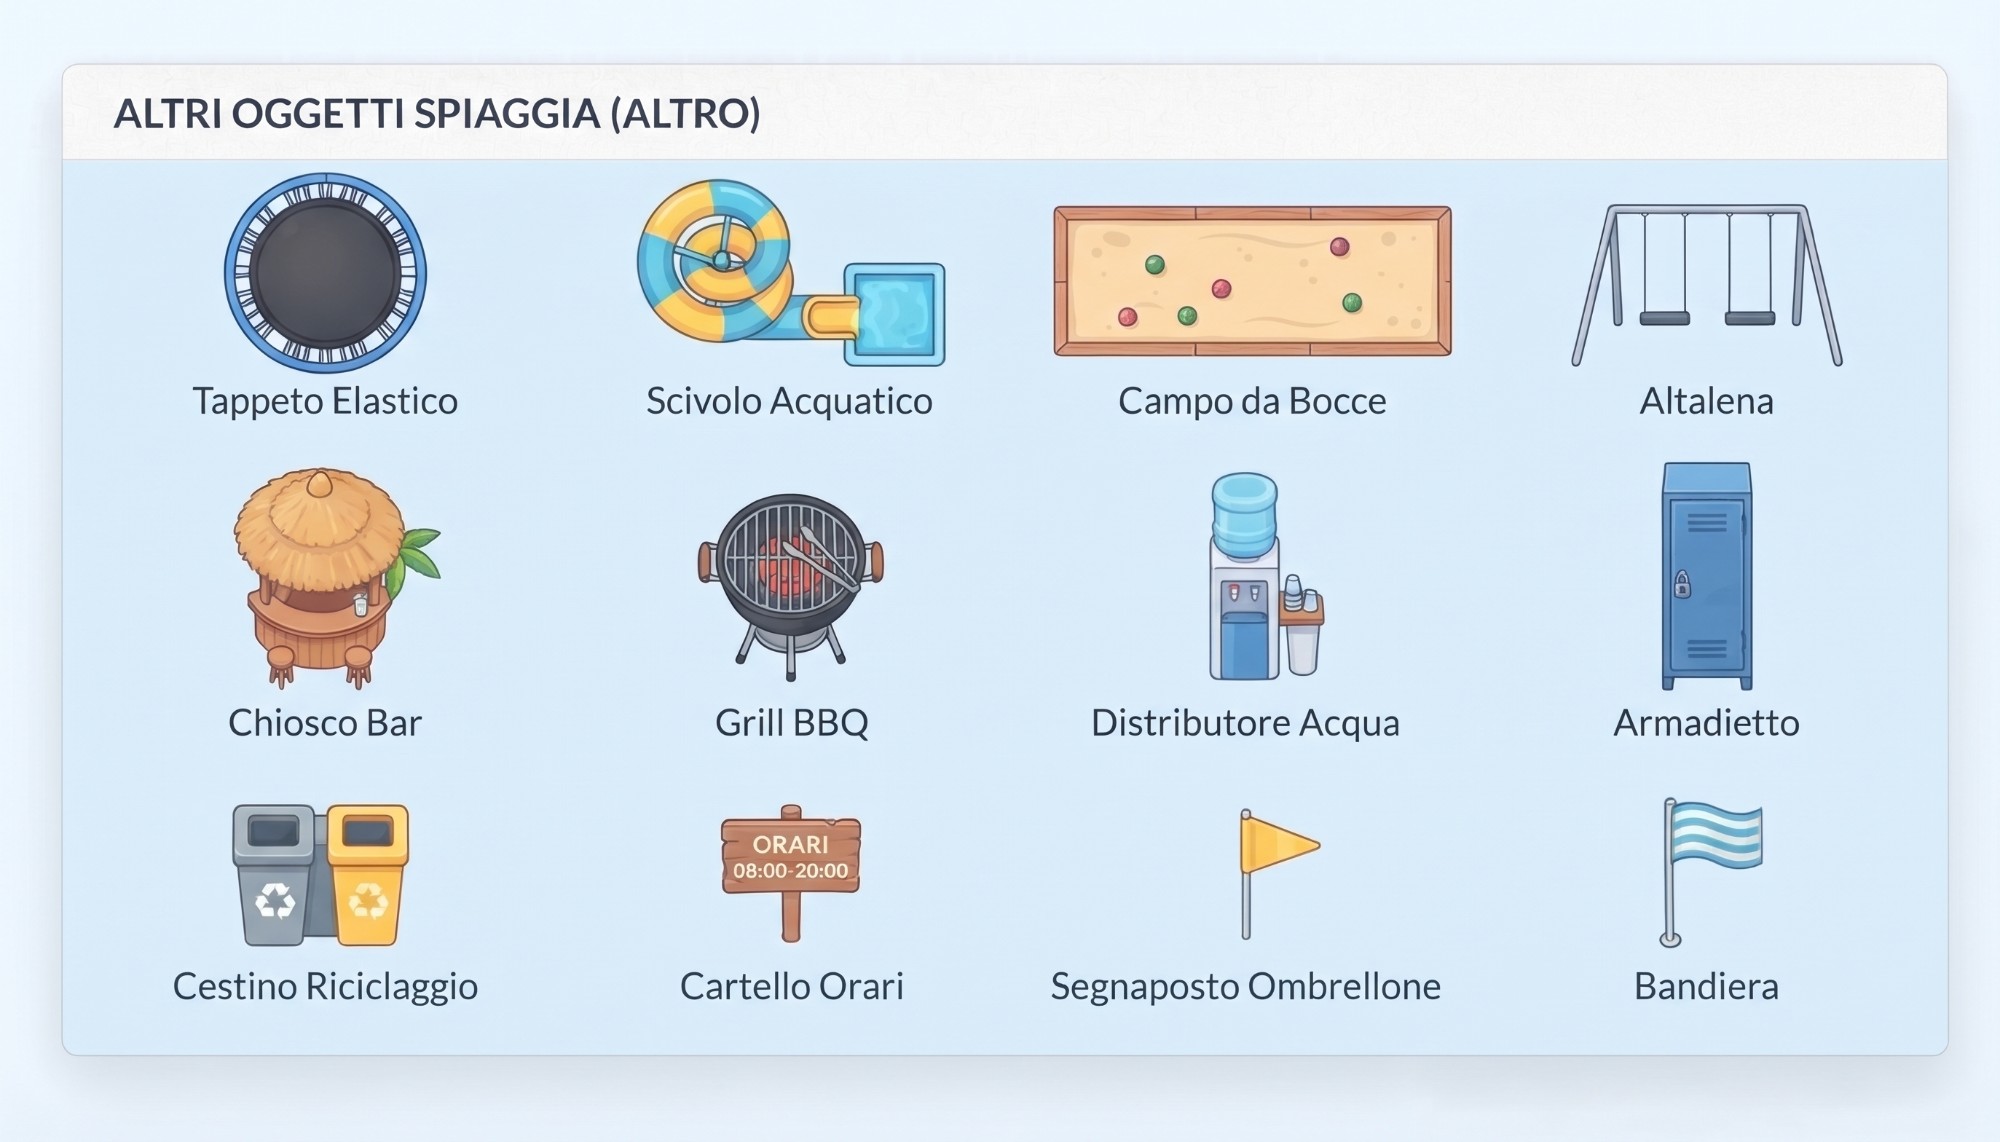 ALTRI OGGETTI SPIAGGIA (ALTRO)
Tappeto Elastico
Scivolo Acquatico
Campo da Bocce
Altalena
Chiosco Bar
Grill BBQ
Distributore Acqua
Armadietto
ORARI
08:00-20:00
Cestino Riciclaggio
Cartello Orari
Segnaposto Ombrellone
Bandiera